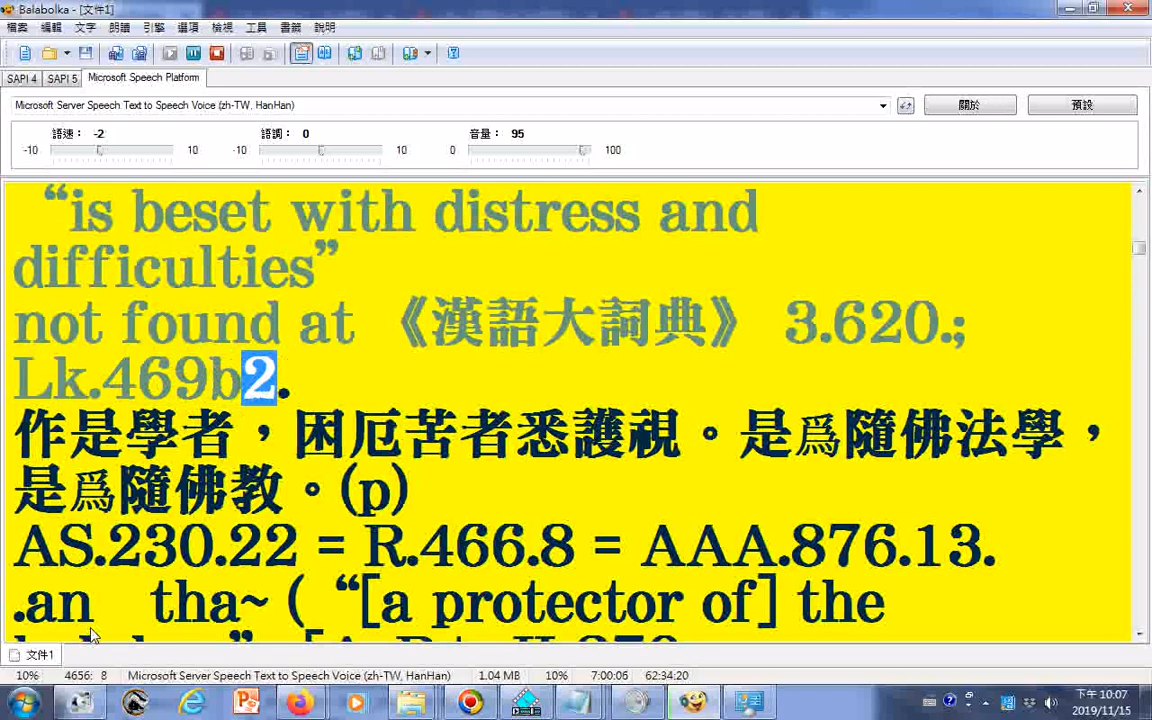 Balabolka - [文件1]
檔案 編輯 文字 朗讀 引擎 選項 檢視 工具 書籤 說明
SAPI 4 SAPI 5 Microsoft Speech Platform
Microsoft Server Speech Text to Speech Voice (zh-TW, HanHan) 關於 預設
語速： -2 語調： 0 音量： 95
-10 10 -10 10 0 100
“is beset with distress and
difficulties”
not found at 《漢語大詞典》 3.620.;
Lk.469b2.
作是學者，困厄苦者悉護視。是爲隨佛法學，
是爲隨佛教。(p)
AS.230.22 = R.466.8 = AAA.876.13.
.an tha~ ( “[a protector of] the
文件1
10% 4656: 8 Microsoft Server Speech Text to Speech Voice (zh-TW, HanHan) 1.04 MB 10% 7:00:06 62:34:20
下午 10:07
2019/11/15